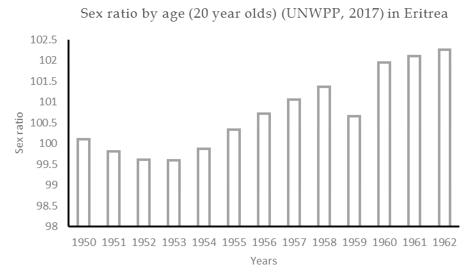 Sex ratio by age (20 year olds) (UNWPP, 2017) in Eritrea
102.5
102
101.5
101
100.5
100
99.5
99
98.5
98
Sex ratio
1950 1951 1952 1953 1954 1955 1956 1957 1958 1959 1960 1961 1962
Years